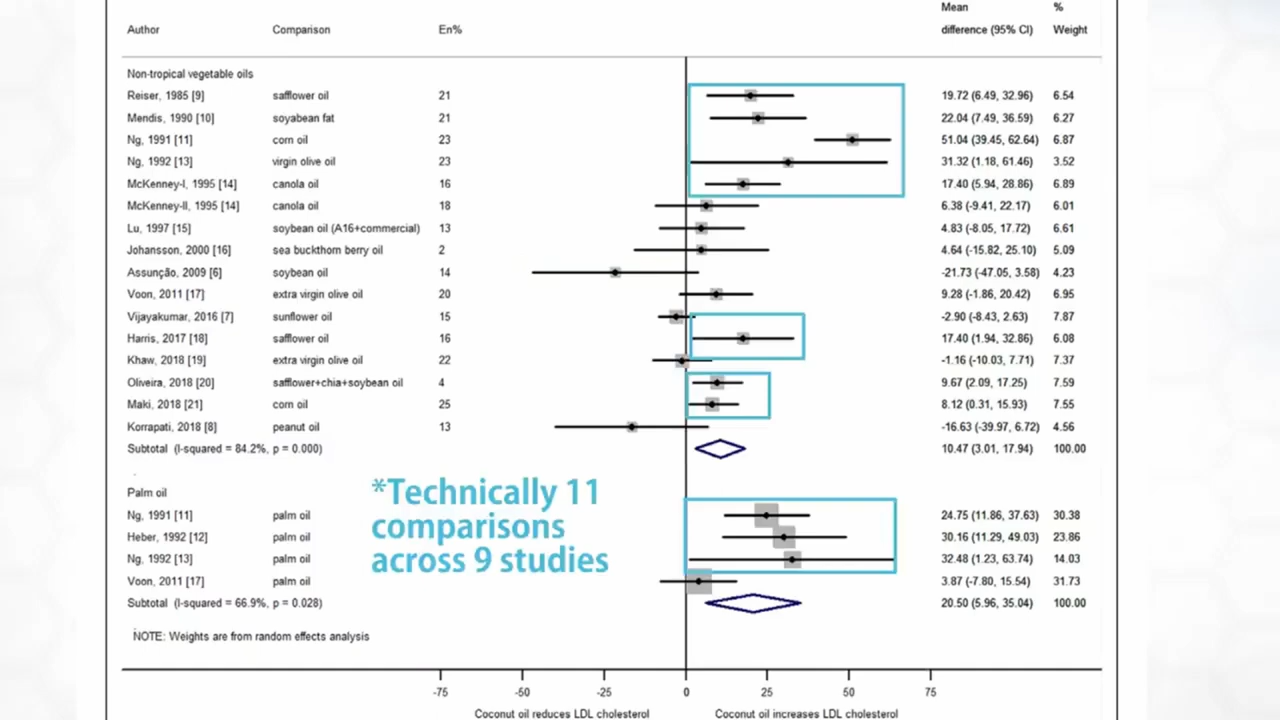 Mean %
Author Comparison En% difference (95% CI) Weight
Non-tropical vegetable oils
Reiser, 1985 [9] safflower oil 21 19.72 (6.49, 32.96) 6.54
Mendis, 1990 [10] soyabean fat 21 22.04 (7.49, 36.59) 6.27
Ng, 1991 [11] corn oil 23 51.04 (39.45, 62.64) 6.87
Ng, 1992 [13] virgin olive oil 23 31.32 (1.18, 61.46) 3.52
McKenney-I, 1995 [14] canola oil 16 17.40 (5.94, 28.86) 6.89
McKenney-II, 1995 [14] canola oil 18 6.38 (-9.41, 22.17) 6.01
Lu, 1997 [15] soybean oil (A16+commercial) 13 4.83 (-8.05, 17.72) 6.61
Johansson, 2000 [16] sea buckthorn berry oil 2 4.64 (-15.82, 25.10) 5.09
Assunção, 2009 [6] soybean oil 14 -21.73 (-47.05, 3.58) 4.23
Voon, 2011 [17] extra virgin olive oil 20 9.28 (-1.86, 20.42) 6.95
Vijayakumar, 2016 [7] sunflower oil 15 -2.90 (-8.43, 2.63) 7.87
Harris, 2017 [18] safflower oil 16 17.40 (1.94, 32.86) 6.08
Khaw, 2018 [19] extra virgin olive oil 22 -1.16 (-10.03, 7.71) 7.37
Oliveira, 2018 [20] safflower+chia+soybean oil 4 9.67 (2.09, 17.25) 7.59
Maki, 2018 [21] corn oil 25 8.12 (0.31, 15.93) 7.55
Korrapati, 2018 [8] peanut oil 13 -16.63 (-39.97, 6.72) 4.56
Subtotal (I-squared = 84.2%, p = 0.000) 10.47 (3.01, 17.94) 100.00
.
Palm oil
*Technically 11
comparisons
across 9 studies
Ng, 1991 [11] palm oil 24.75 (11.86, 37.63) 30.38
Heber, 1992 [12] palm oil 30.16 (11.29, 49.03) 23.86
Ng, 1992 [13] palm oil 32.48 (1.23, 63.74) 14.03
Voon, 2011 [17] palm oil 3.87 (-7.80, 15.54) 31.73
Subtotal (I-squared = 66.9%, p = 0.028) 20.50 (5.96, 35.04) 100.00
NOTE: Weights are from random effects analysis
-75 -50 -25 0 25 50 75
Coconut oil reduces LDL cholesterol Coconut oil increases LDL cholesterol